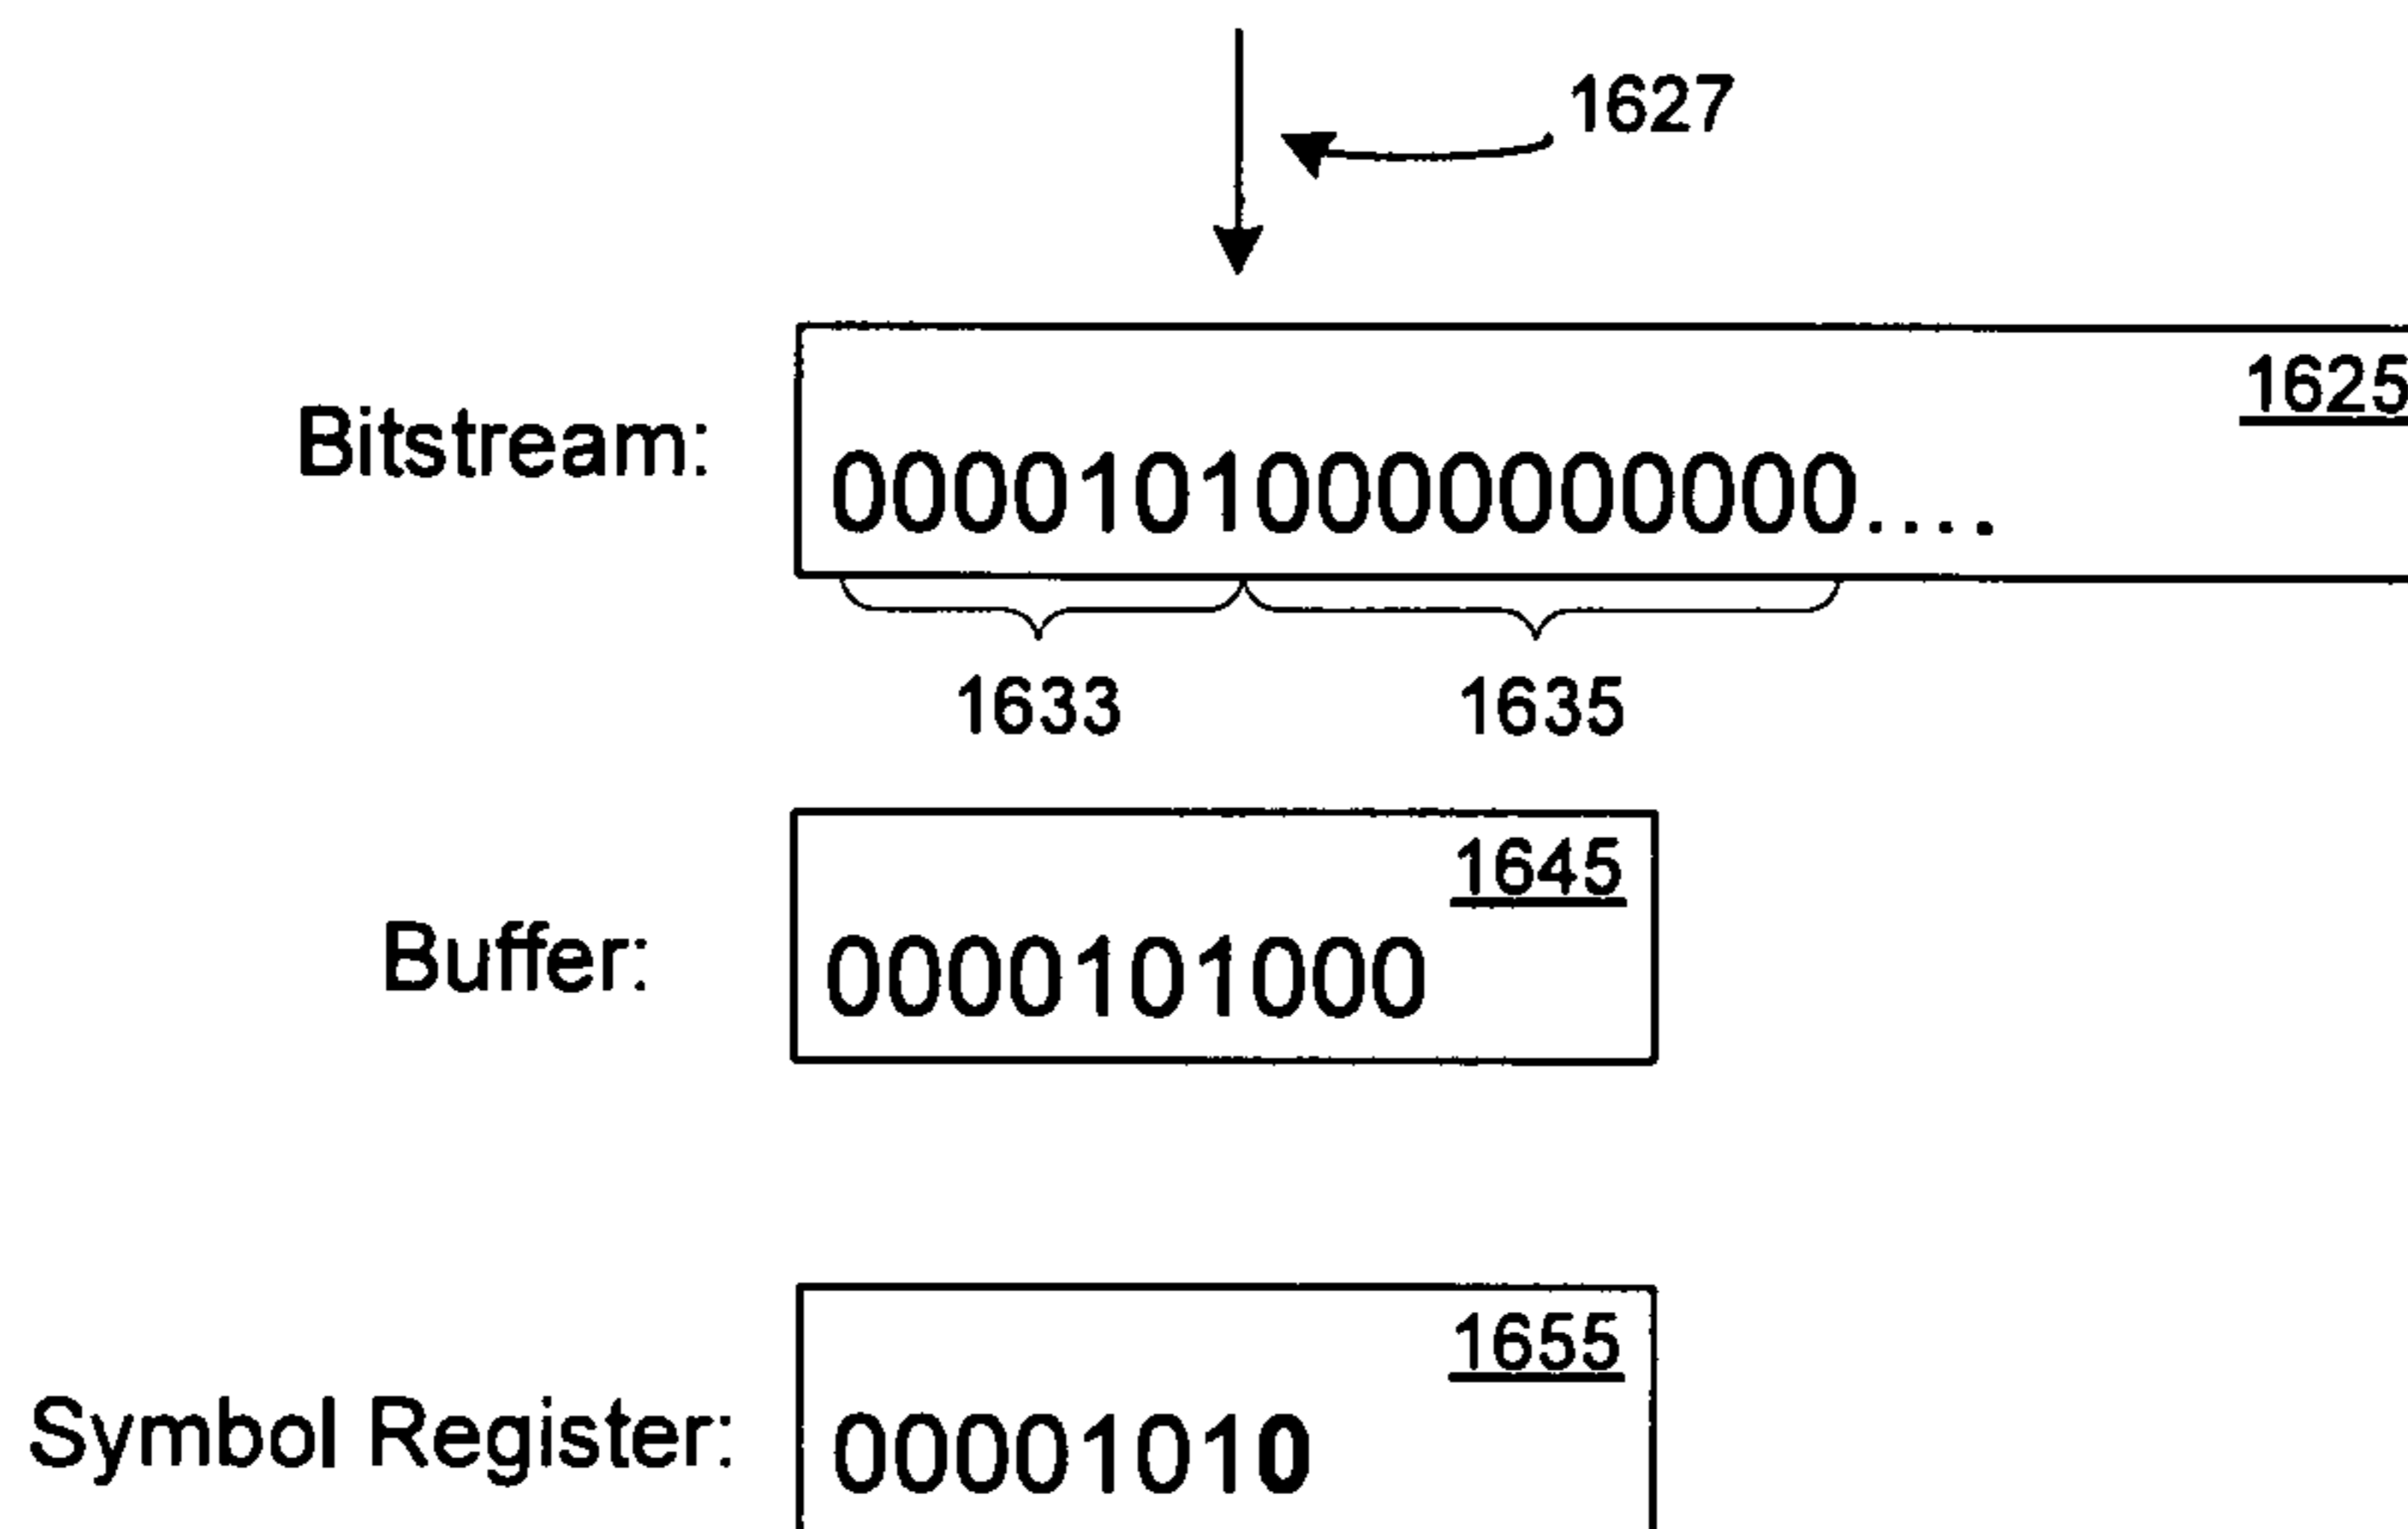 1627
1625
Bitstream: 00001010000000000....
1633 1635
1645
Buffer: 0000101000
1655
Symbol Register: 00001010